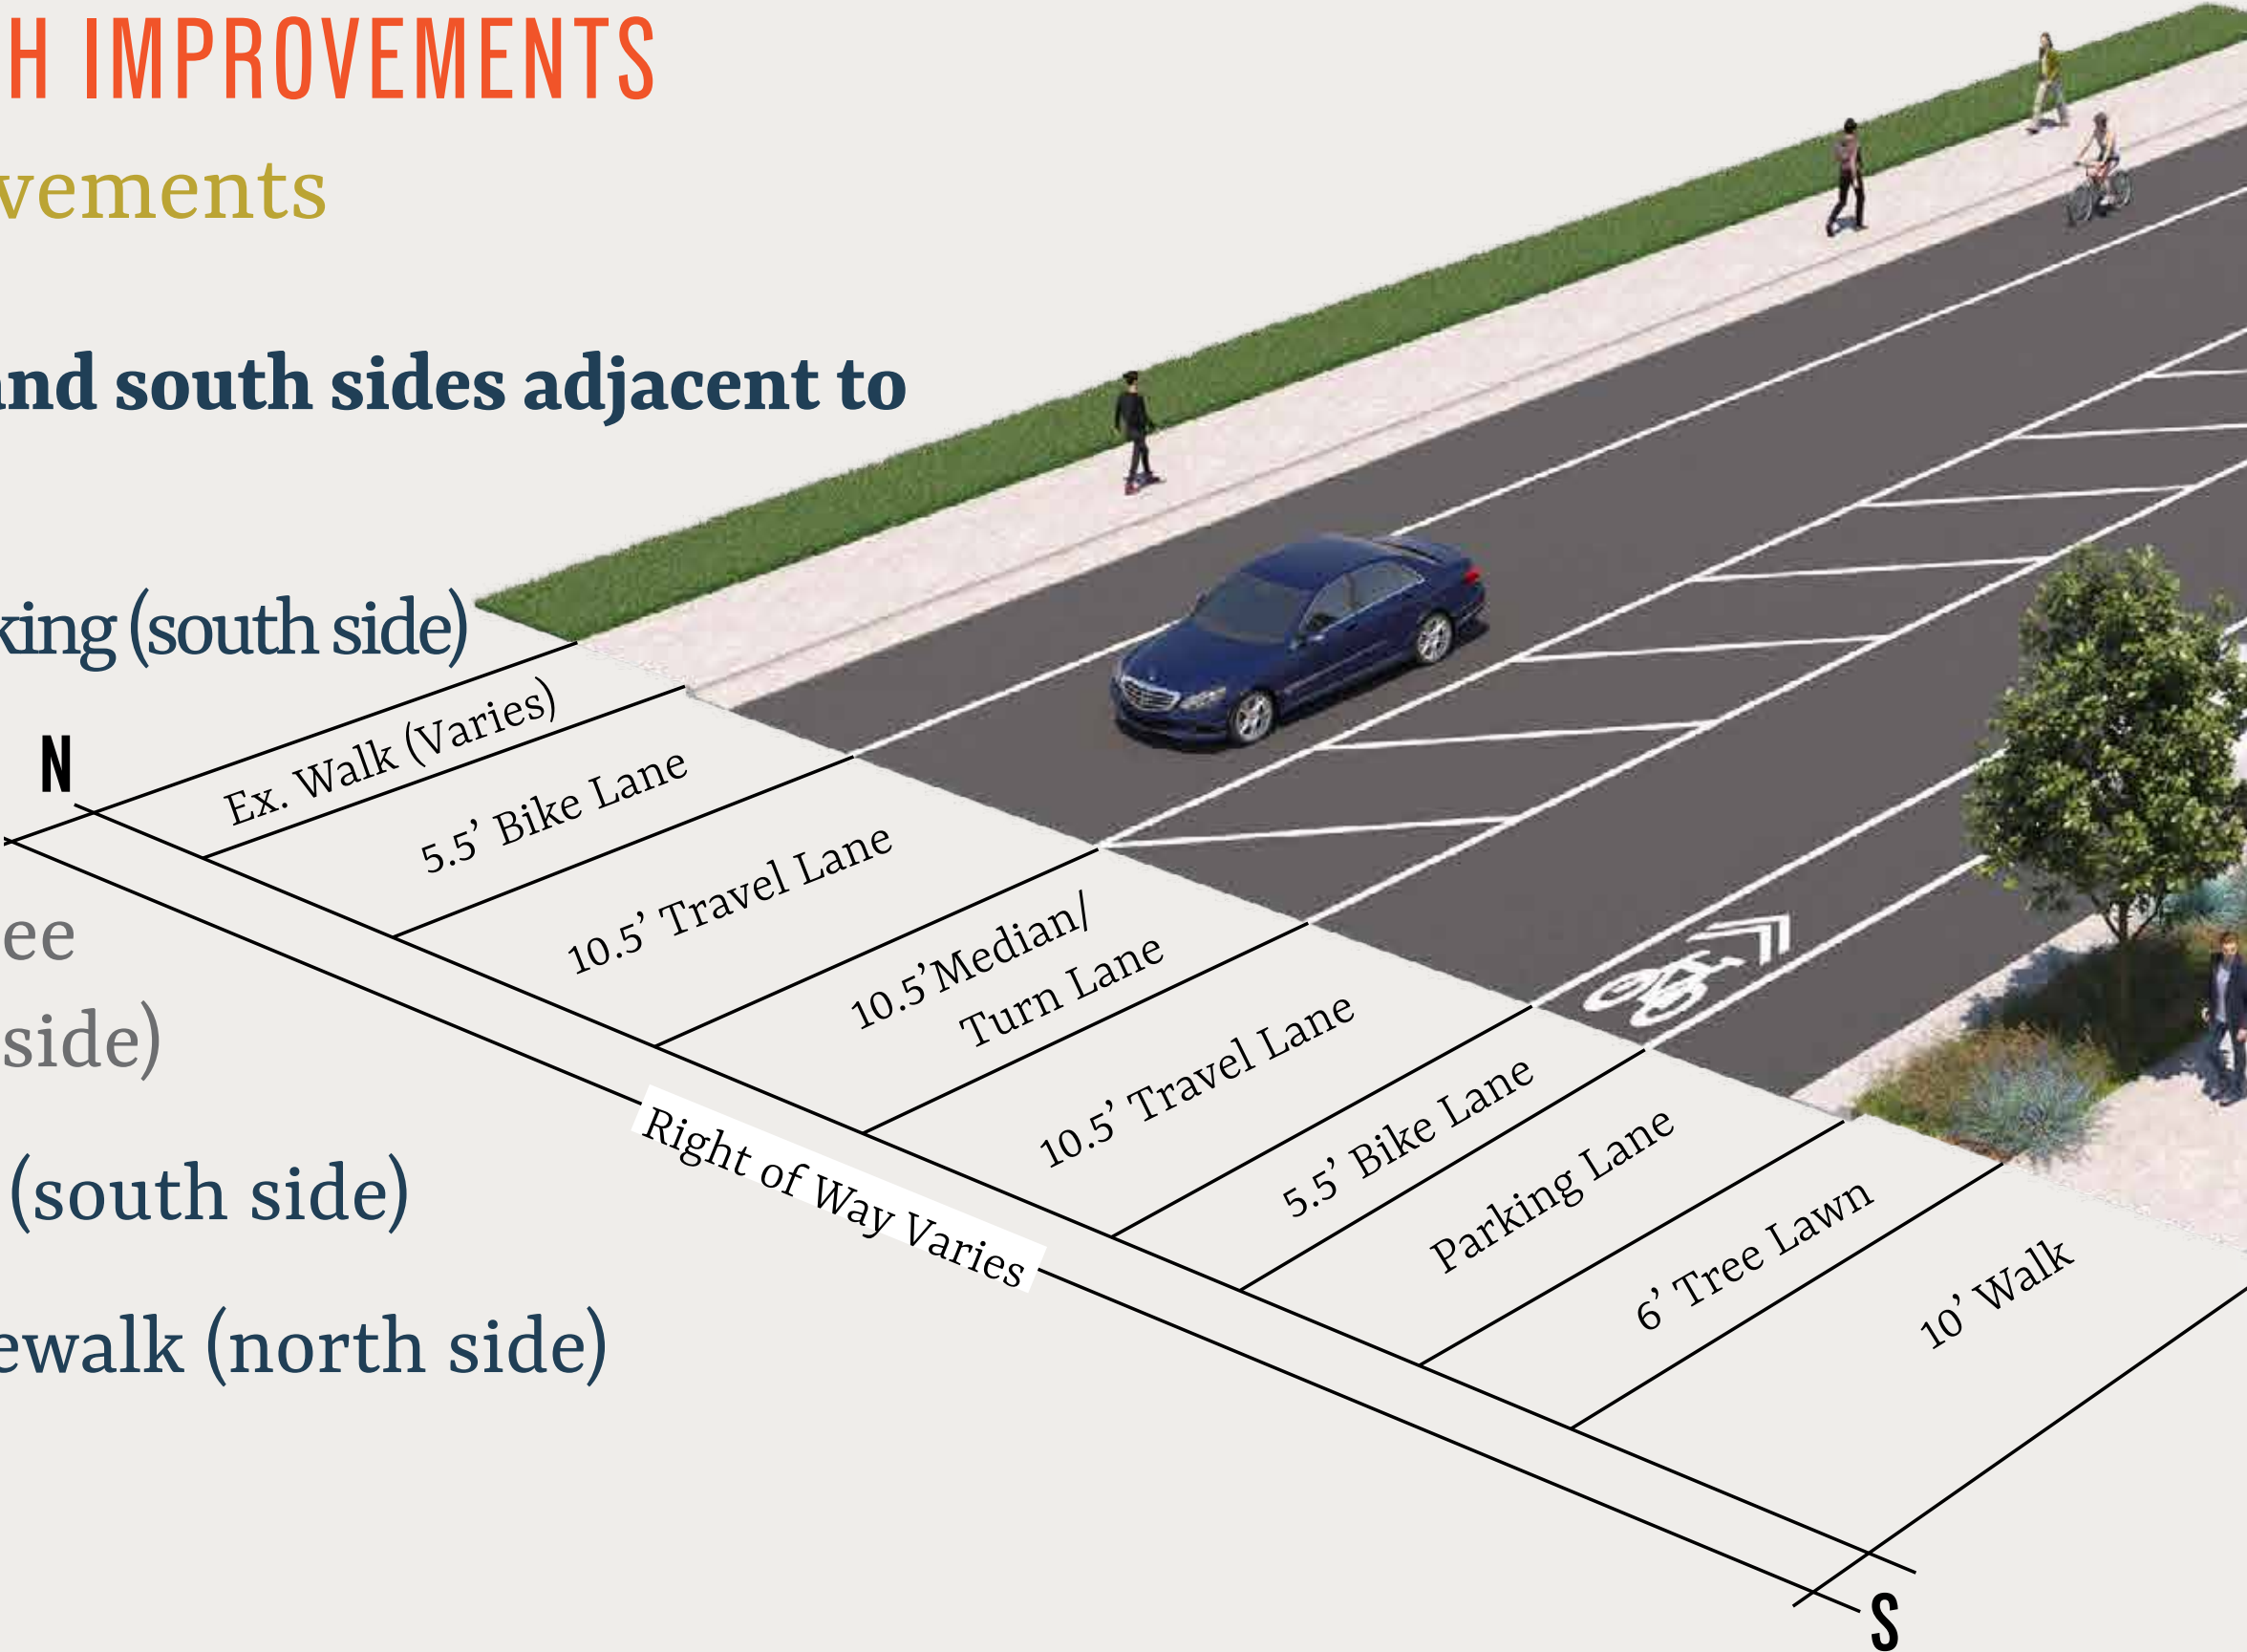 H IMPROVEMENTS
vements
and south sides adjacent to
king (south side)
N
Ex. Walk (Varies)
5.5’ Bike Lane
10.5’ Travel Lane
10.5’Median/
Turn Lane
10.5’ Travel Lane
5.5’ Bike Lane
Parking Lane
6’ Tree Lawn
10’ Walk
Right of Way Varies
ee
side)
(south side)
ewalk (north side)
S